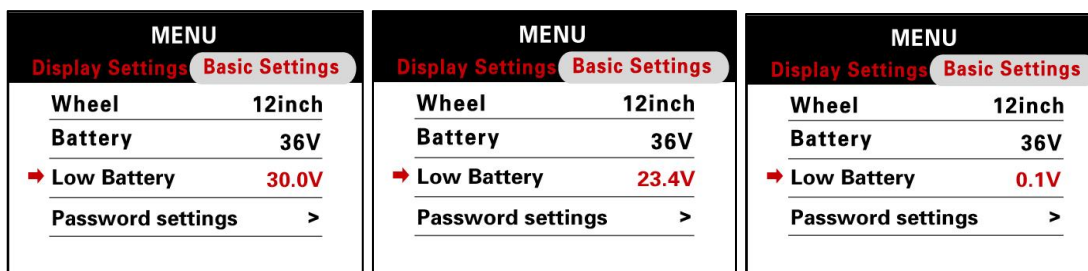 MENU
Display Settings Basic Settings
Wheel 12inch
Battery 36V
Low Battery 30.0V
Password settings >
MENU
Display Settings Basic Settings
Wheel 12inch
Battery 36V
Low Battery 23.4V
Password settings >
MENU
Display Settings Basic Settings
Wheel 12inch
Battery 36V
Low Battery 0.1V
Password settings >